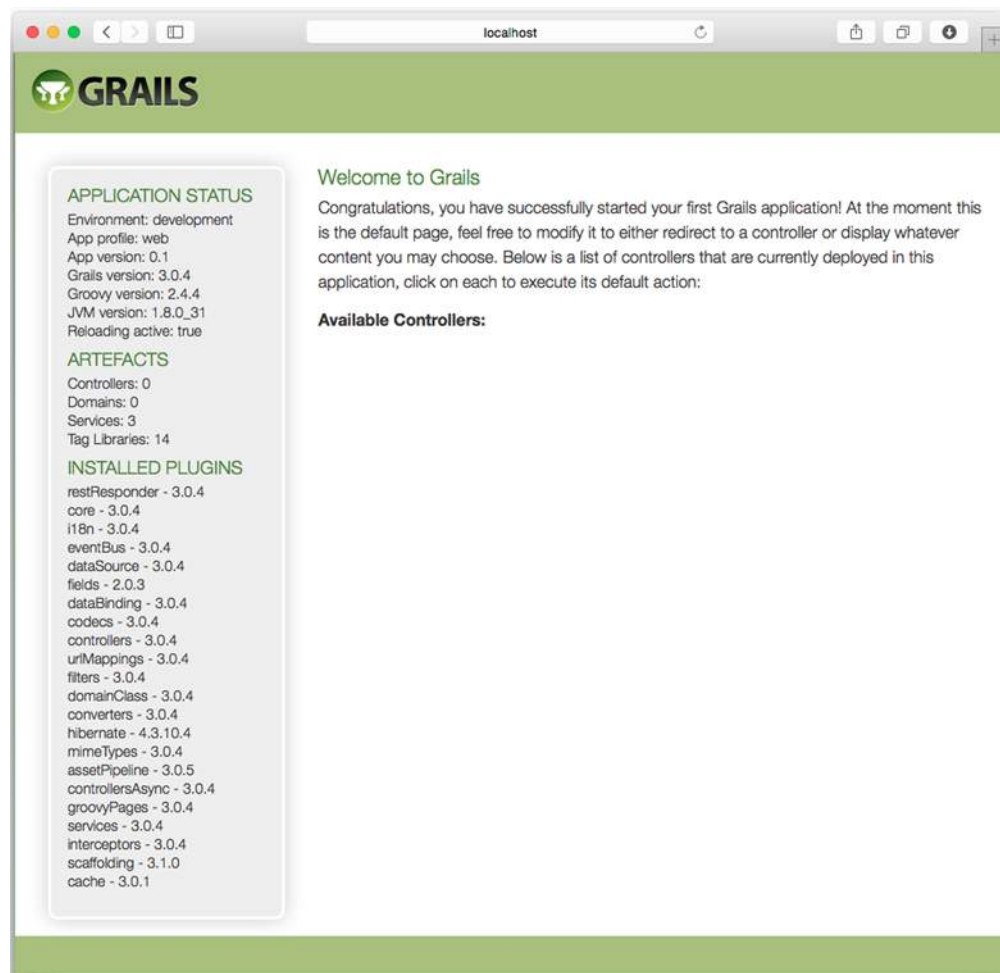 localhost
GRAILS
APPLICATION STATUS
Environment: development
App profile: web
App version: 0.1
Grails version: 3.0.4
Groovy version: 2.4.4
JVM version: 1.8.0_31
Reloading active: true
ARTEFACTS
Controllers: 0
Domains: 0
Services: 3
Tag Libraries: 14
INSTALLED PLUGINS
restResponder - 3.0.4
core - 3.0.4
i18n - 3.0.4
eventBus - 3.0.4
dataSource - 3.0.4
fields - 2.0.3
dataBinding - 3.0.4
codecs - 3.0.4
controllers - 3.0.4
urlMappings - 3.0.4
filters - 3.0.4
domainClass - 3.0.4
converters - 3.0.4
hibernate - 4.3.10.4
mimeTypes - 3.0.4
assetPipeline - 3.0.5
controllersAsync - 3.0.4
groovyPages - 3.0.4
services - 3.0.4
interceptors - 3.0.4
scaffolding - 3.1.0
cache - 3.0.1
Welcome to Grails
Congratulations, you have successfully started your first Grails application! At the moment this
is the default page, feel free to modify it to either redirect to a controller or display whatever
content you may choose. Below is a list of controllers that are currently deployed in this
application, click on each to execute its default action:
Available Controllers: